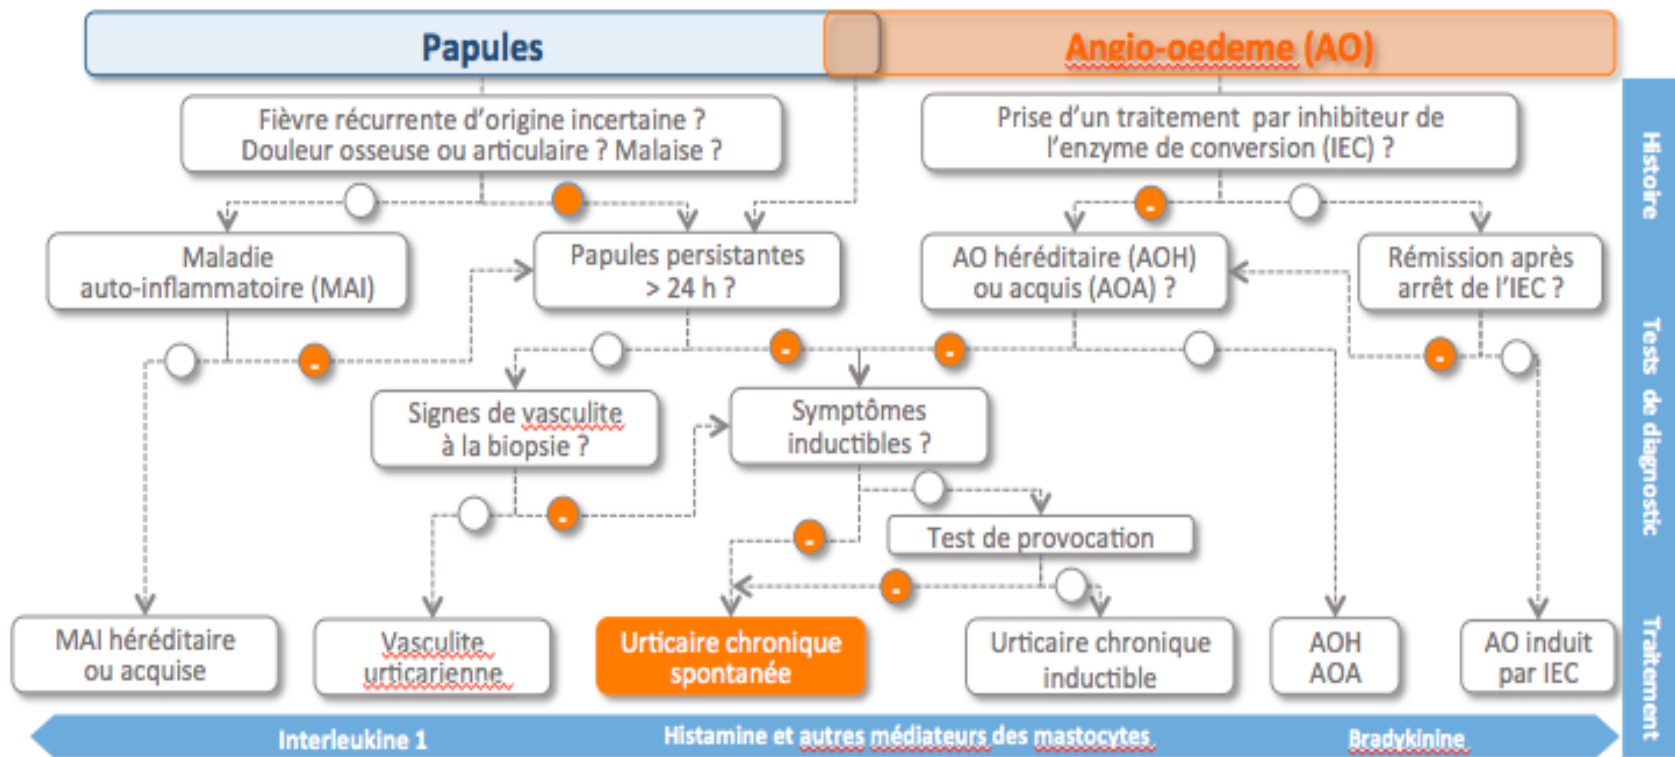 Papules
Angio-oedeme (AO)
Fièvre récurrente d'origine incertaine ?
Douleur osseuse ou articulaire ? Malaise ?
Prise d'un traitement par inhibiteur de
l'enzyme de conversion (IEC) ?
Histoire
-
Maladie
auto-inflammatoire (MAI)
Papules persistantes
> 24 h ?
AO héréditaire (AOH)
ou acquis (AOA) ?
Rémission après
arrêt de l'IEC ?
-
-
-
-
Tests de diagnostic
Signes de vasculite
à la biopsie ?
Symptômes
inductibles ?
-
-
Test de provocation
-
MAI héréditaire
ou acquise
Vasculite
urticarienne
Urticaire chronique
spontanée
Urticaire chronique
inductible
AOH
AOA
AO induit
par IEC
Traitement
Interleukine 1
Histamine et autres médiateurs des mastocytes
Bradykinine